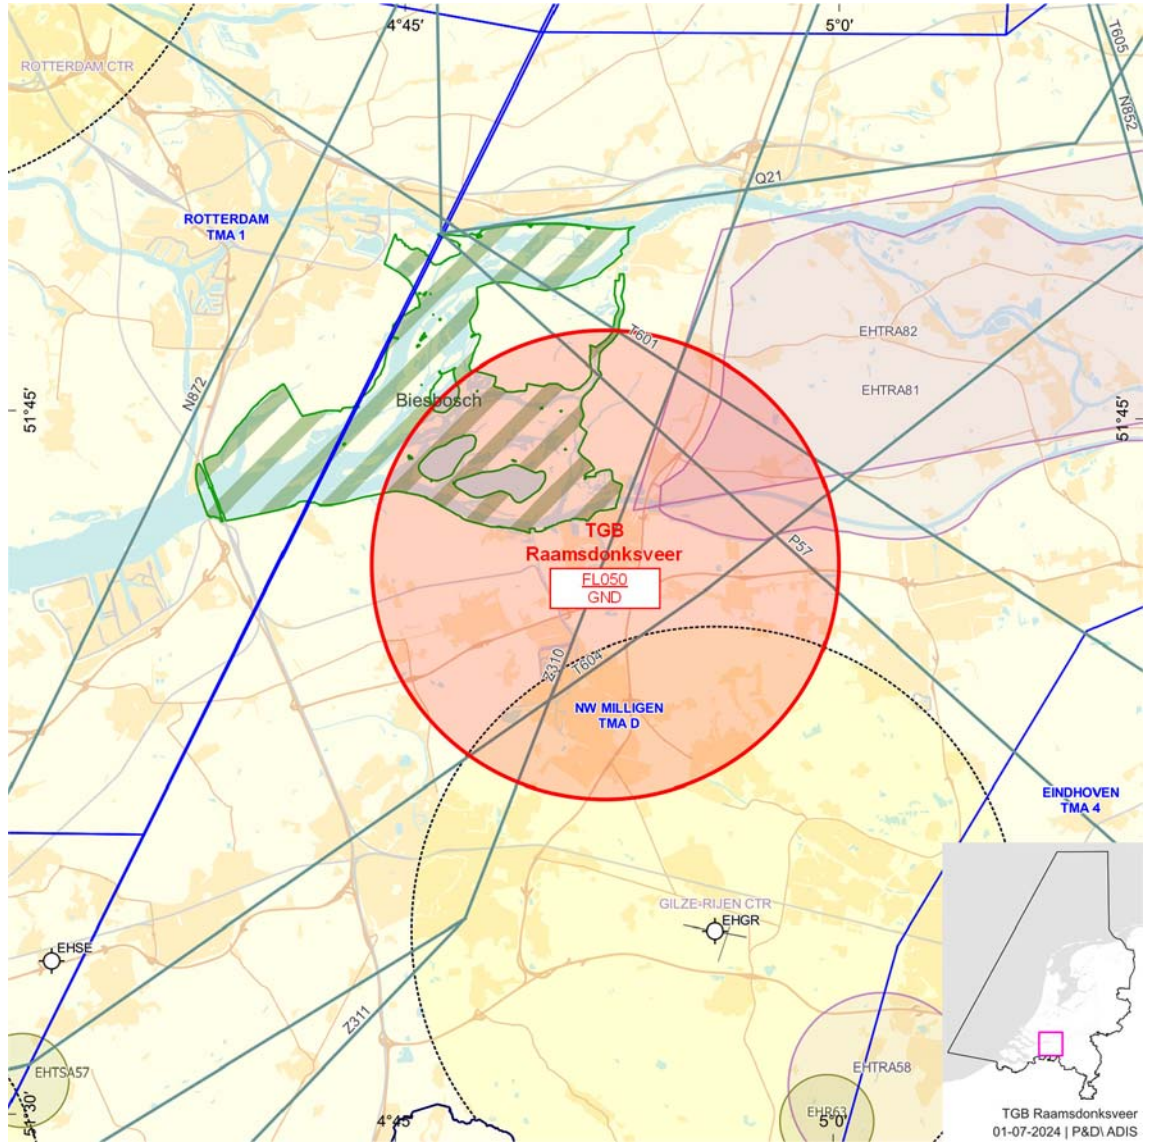 4°45'
5°0'
T605
ROTTERDAM CTR
N852
Q21
ROTTERDAM
TMA 1
EHTRA82
T601
N872
EHTRA81
Biesbosch
51°45'
51°45'
TGB
Raamsdonksveer
P57
FL050
GND
Z310
T604
NW MILLIGEN
TMA D
EINDHOVEN
TMA 4
GILZE-RIJEN CTR
EHGR
EHSE
Z311
EHTSA57
EHTRA58
51°30'
4°45'
EHR63
5°0'
TGB Raamsdonksveer
01-07-2024 | P&D\ ADIS